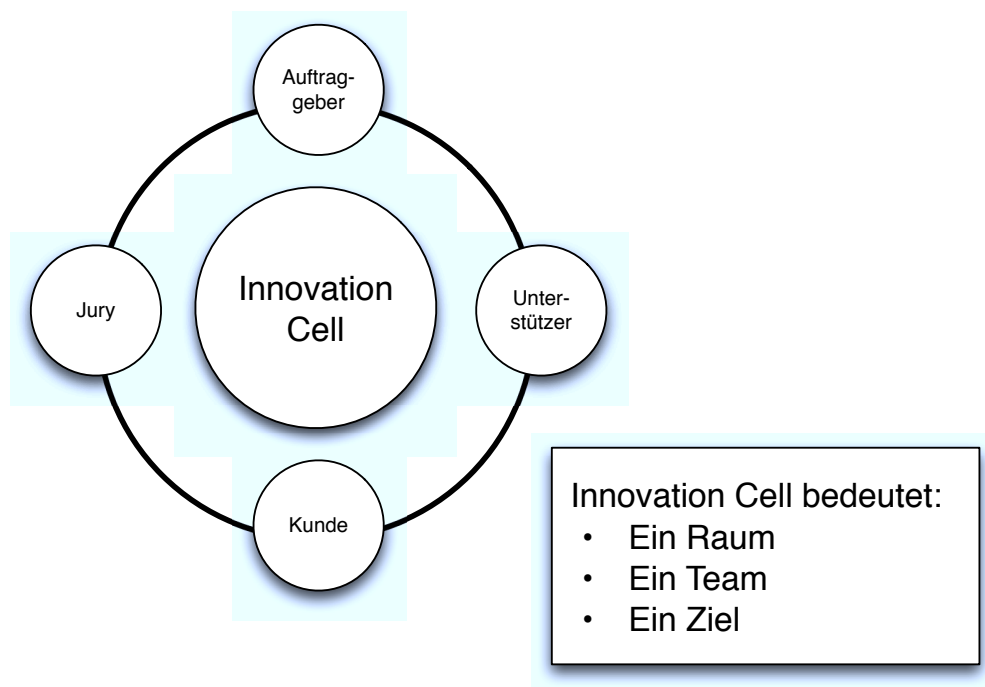 Auftrag-
geber
Jury
Innovation
Cell
Unter-
stützer
Kunde
Innovation Cell bedeutet:
• Ein Raum
• Ein Team
• Ein Ziel